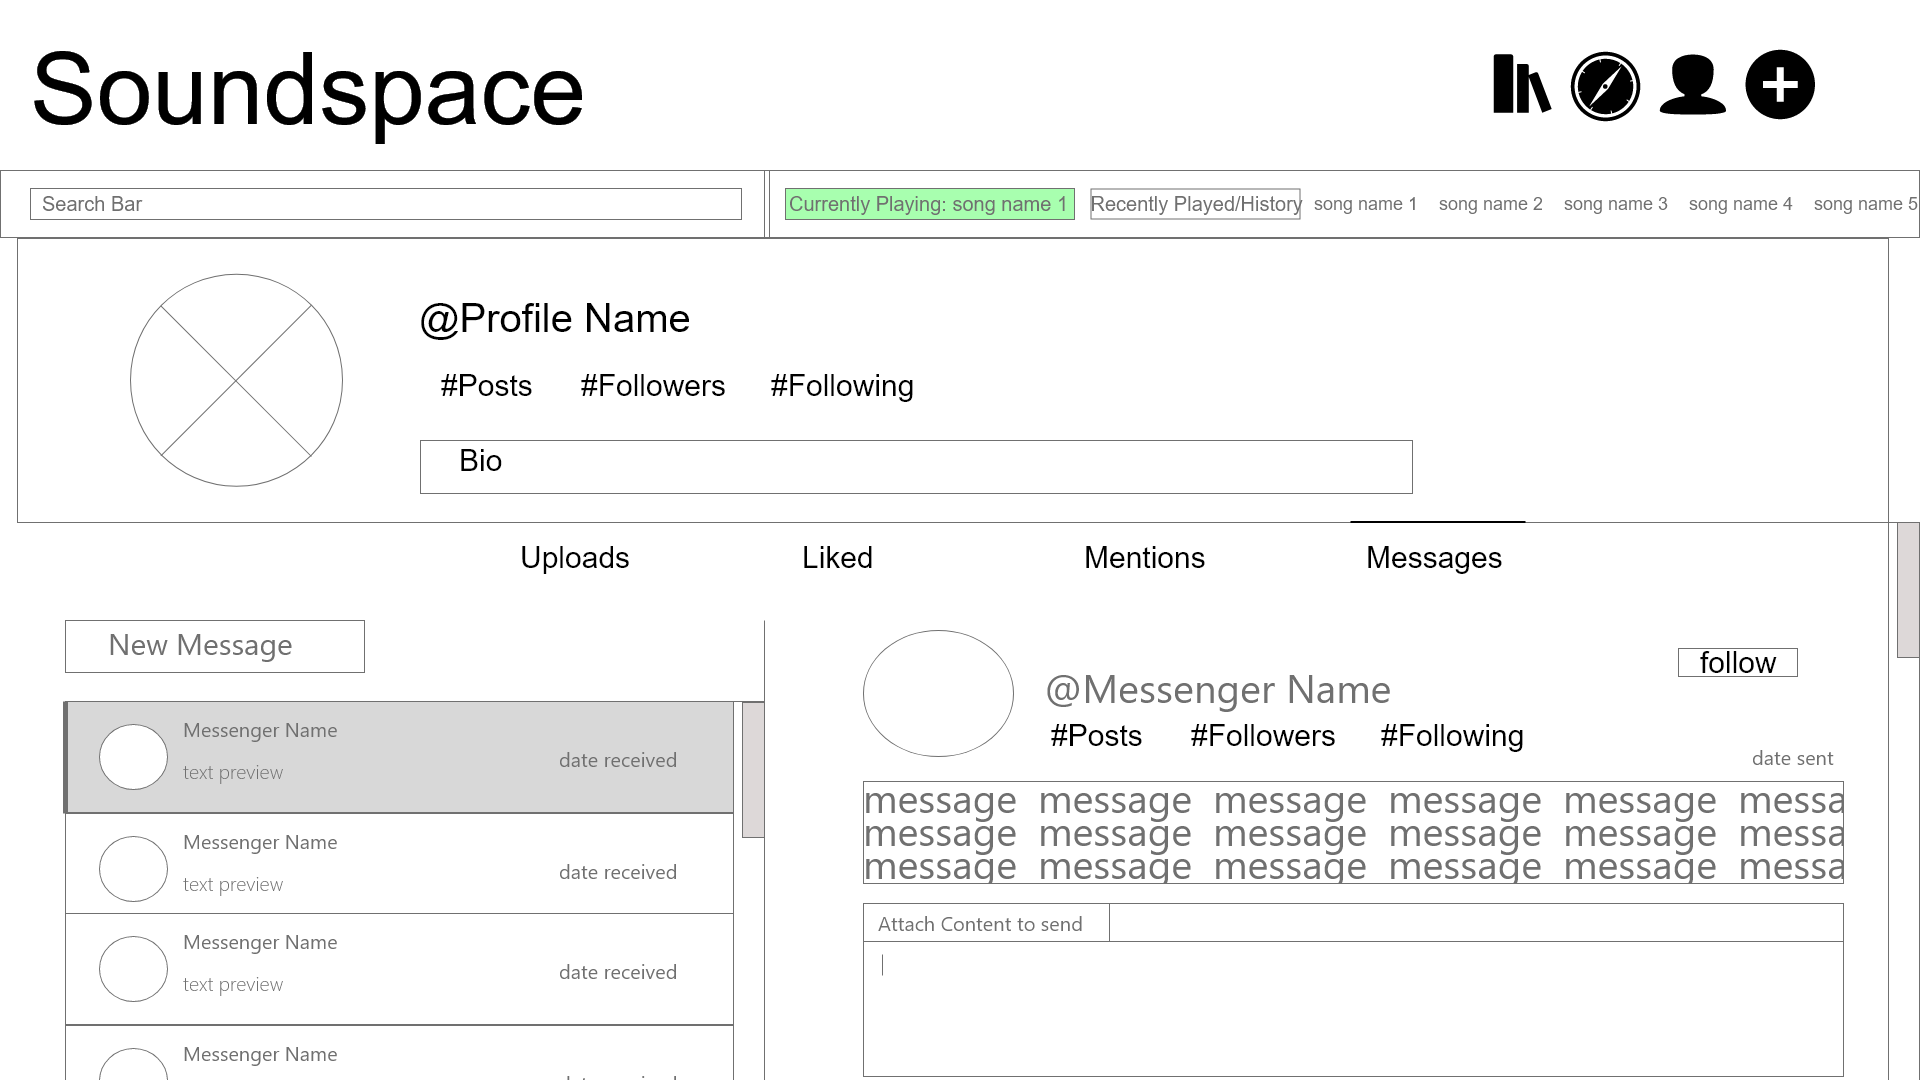 Soundspace
Search Bar
Currently Playing: song name 1
Recently Played/History
song name 1 song name 2 song name 3 song name 4 song name 5
@Profile Name
#Posts #Followers #Following
Bio
Uploads Liked Mentions Messages
New Message
Messenger Name
text preview
date received
Messenger Name
text preview
date received
Messenger Name
text preview
date received
Messenger Name
@Messenger Name
follow
#Posts #Followers #Following
date sent
message message message message message messa
message message message message message messa
message message message message message messa
Attach Content to send